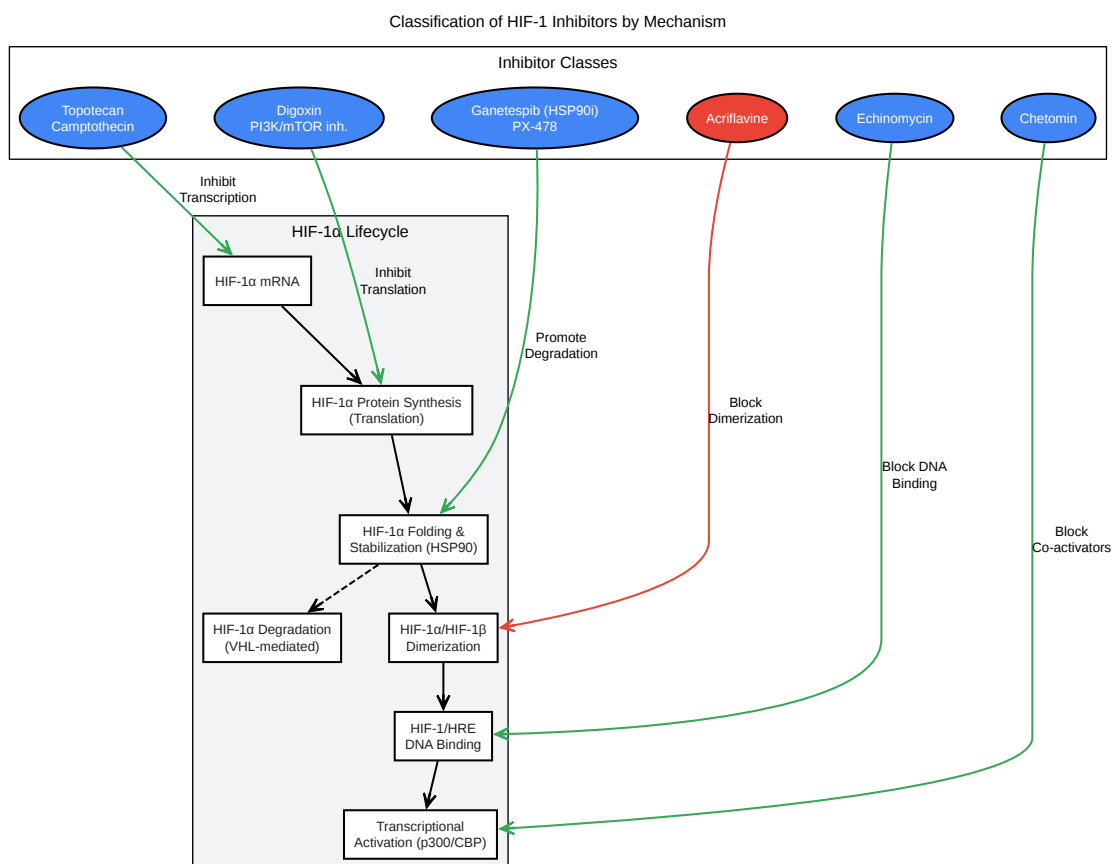 Classification of HIF-1 Inhibitors by Mechanism
Inhibitor Classes
Topotecan
Camptothecin
Digoxin
PI3K/mTOR inh.
Ganetespib (HSP90i)
PX-478
Acriflavine
Echinomycin
Chetomin
Inhibit
Transcription
HIF-1α Lifecycle
HIF-1α mRNA
Inhibit
Translation
Promote
Degradation
HIF-1α Protein Synthesis
(Translation)
Block
Dimerization
Block DNA
Binding
HIF-1α Folding &
Stabilization (HSP90)
Block
Co-activators
HIF-1α Degradation
(VHL-mediated)
HIF-1α/HIF-1β
Dimerization
HIF-1/HRE
DNA Binding
Transcriptional
Activation (p300/CBP)